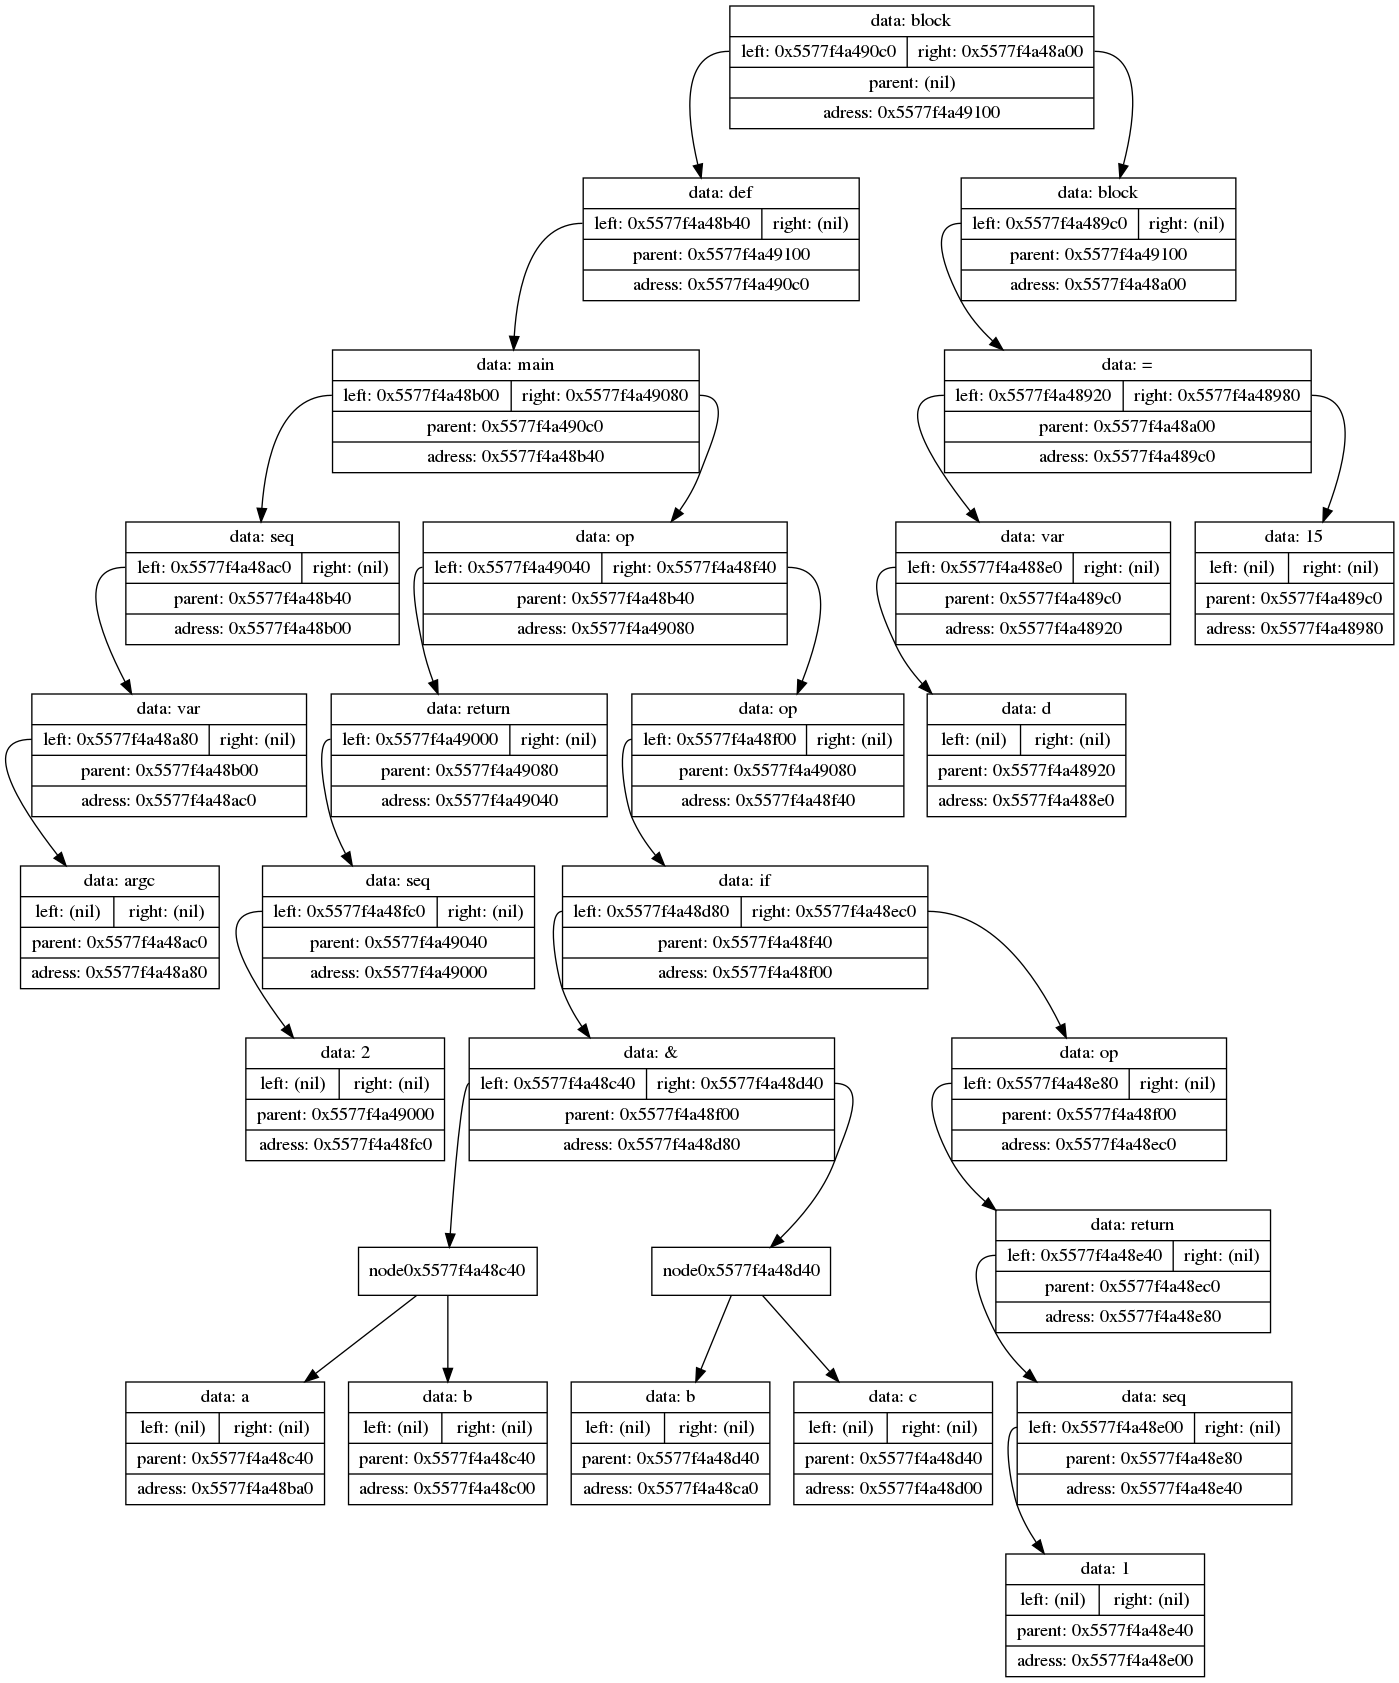 data: block
left: 0x5577f4a490c0 right: 0x5577f4a48a00
parent: (nil)
adress: 0x5577f4a49100
data: def
left: 0x5577f4a48b40 right: (nil)
parent: 0x5577f4a49100
adress: 0x5577f4a490c0
data: block
left: 0x5577f4a489c0 right: (nil)
parent: 0x5577f4a49100
adress: 0x5577f4a48a00
data: main
left: 0x5577f4a48b00 right: 0x5577f4a49080
parent: 0x5577f4a490c0
adress: 0x5577f4a48b40
data: =
left: 0x5577f4a48920 right: 0x5577f4a48980
parent: 0x5577f4a48a00
adress: 0x5577f4a489c0
data: seq
left: 0x5577f4a48ac0 right: (nil)
parent: 0x5577f4a48b40
adress: 0x5577f4a48b00
data: op
left: 0x5577f4a49040 right: 0x5577f4a48f40
parent: 0x5577f4a48b40
adress: 0x5577f4a49080
data: var
left: 0x5577f4a488e0 right: (nil)
parent: 0x5577f4a489c0
adress: 0x5577f4a48920
data: 15
left: (nil) right: (nil)
parent: 0x5577f4a489c0
adress: 0x5577f4a48980
data: var
left: 0x5577f4a48a80 right: (nil)
parent: 0x5577f4a48b00
adress: 0x5577f4a48ac0
data: return
left: 0x5577f4a49000 right: (nil)
parent: 0x5577f4a49080
adress: 0x5577f4a49040
data: op
left: 0x5577f4a48f00 right: (nil)
parent: 0x5577f4a49080
adress: 0x5577f4a48f40
data: d
left: (nil) right: (nil)
parent: 0x5577f4a48920
adress: 0x5577f4a488e0
data: argc
left: (nil) right: (nil)
parent: 0x5577f4a48ac0
adress: 0x5577f4a48a80
data: seq
left: 0x5577f4a48fc0 right: (nil)
parent: 0x5577f4a49040
adress: 0x5577f4a49000
data: if
left: 0x5577f4a48d80 right: 0x5577f4a48ec0
parent: 0x5577f4a48f40
adress: 0x5577f4a48f00
data: 2
left: (nil) right: (nil)
parent: 0x5577f4a49000
adress: 0x5577f4a48fc0
data: &
left: 0x5577f4a48c40 right: 0x5577f4a48d40
parent: 0x5577f4a48f00
adress: 0x5577f4a48d80
data: op
left: 0x5577f4a48e80 right: (nil)
parent: 0x5577f4a48f00
adress: 0x5577f4a48ec0
node0x5577f4a48c40
node0x5577f4a48d40
data: return
left: 0x5577f4a48e40 right: (nil)
parent: 0x5577f4a48ec0
adress: 0x5577f4a48e80
data: a
left: (nil) right: (nil)
parent: 0x5577f4a48c40
adress: 0x5577f4a48ba0
data: b
left: (nil) right: (nil)
parent: 0x5577f4a48c40
adress: 0x5577f4a48c00
data: b
left: (nil) right: (nil)
parent: 0x5577f4a48d40
adress: 0x5577f4a48ca0
data: c
left: (nil) right: (nil)
parent: 0x5577f4a48d40
adress: 0x5577f4a48d00
data: seq
left: 0x5577f4a48e00 right: (nil)
parent: 0x5577f4a48e80
adress: 0x5577f4a48e40
data: 1
left: (nil) right: (nil)
parent: 0x5577f4a48e40
adress: 0x5577f4a48e00